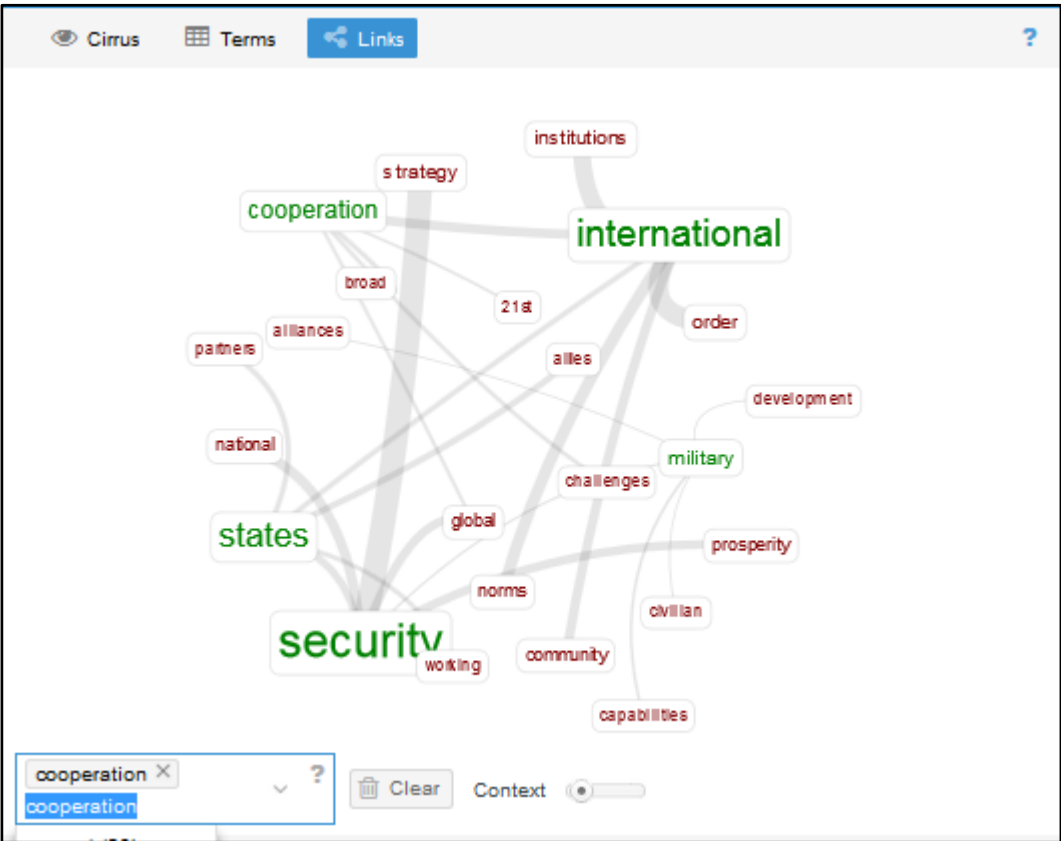 Cirrus Terms Links ?
institutions
strategy
cooperation
international
broad
21st
order
alliances
partners
allies
development
national
military
challenges
global
states
prosperity
norms
civilian
security
working
community
capabilities
cooperation ?
cooperation
Clear Context